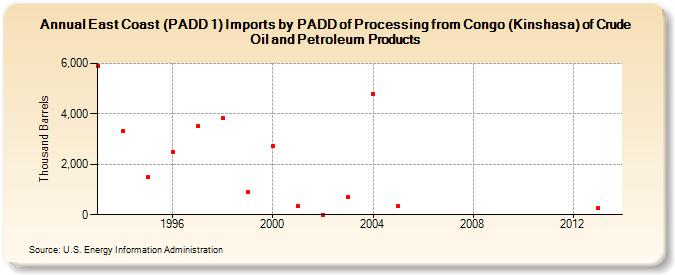 Annual East Coast (PADD 1) Imports by PADD of Processing from Congo (Kinshasa) of Crude
Oil and Petroleum Products
Thousand Barrels
6,000
4,000
2,000
0
1996
2000
2004
2008
2012
Source: U.S. Energy Information Administration